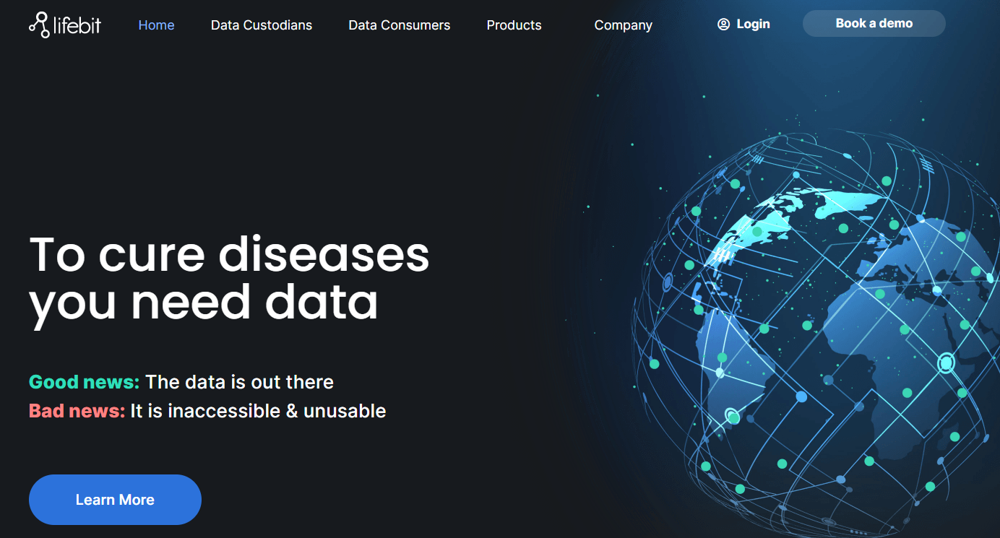 lifebit
Home
Data Custodians
Data Consumers
Products
Company
Login
Book a demo
To cure diseases
you need data
Good news: The data is out there
Bad news: It is inaccessible & unusable
Learn More